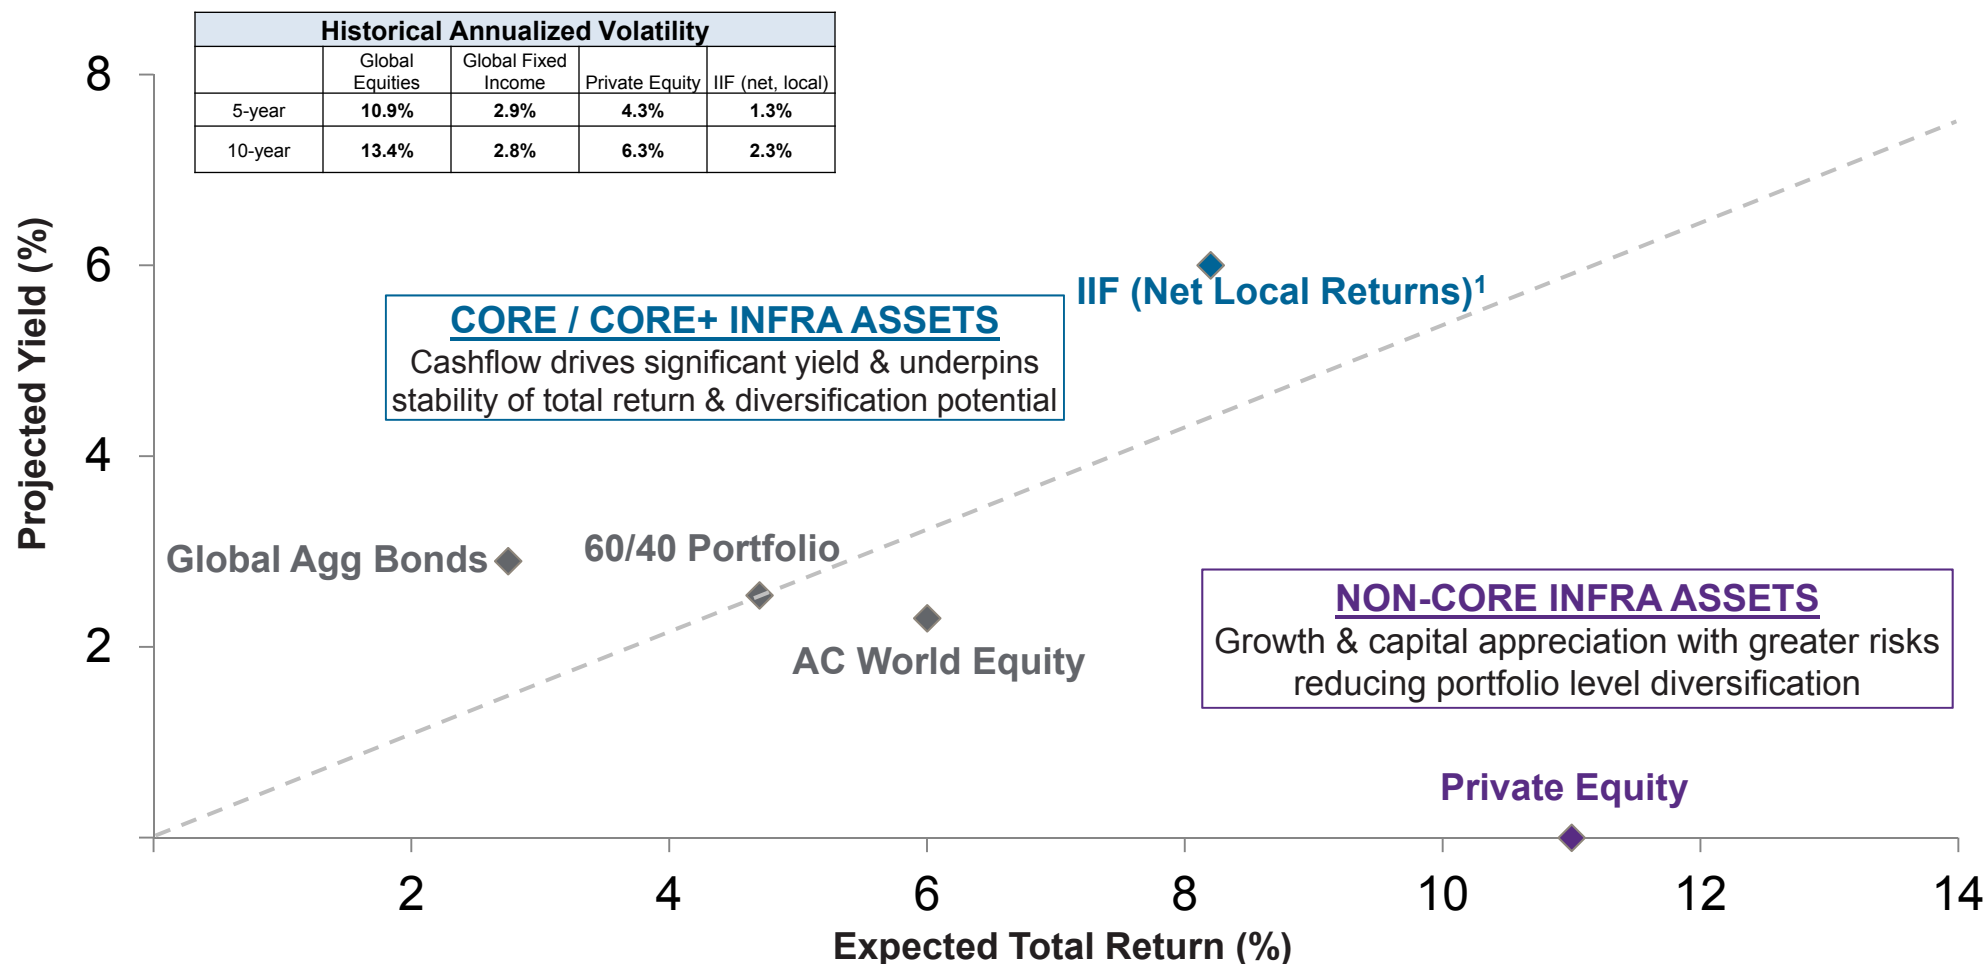 Historical Annualized Volatility
Global Equities Global Fixed Income Private Equity IIF (net, local)
5-year 10.9% 2.9% 4.3% 1.3%
10-year 13.4% 2.8% 6.3% 2.3%
Projected Yield (%)
8
6
4
2
IIF (Net Local Returns)¹
CORE / CORE+ INFRA ASSETS
Cashflow drives significant yield & underpins
stability of total return & diversification potential
Global Agg Bonds
60/40 Portfolio
AC World Equity
NON-CORE INFRA ASSETS
Growth & capital appreciation with greater risks
reducing portfolio level diversification
Private Equity
2 4 6 8 10 12 14
Expected Total Return (%)